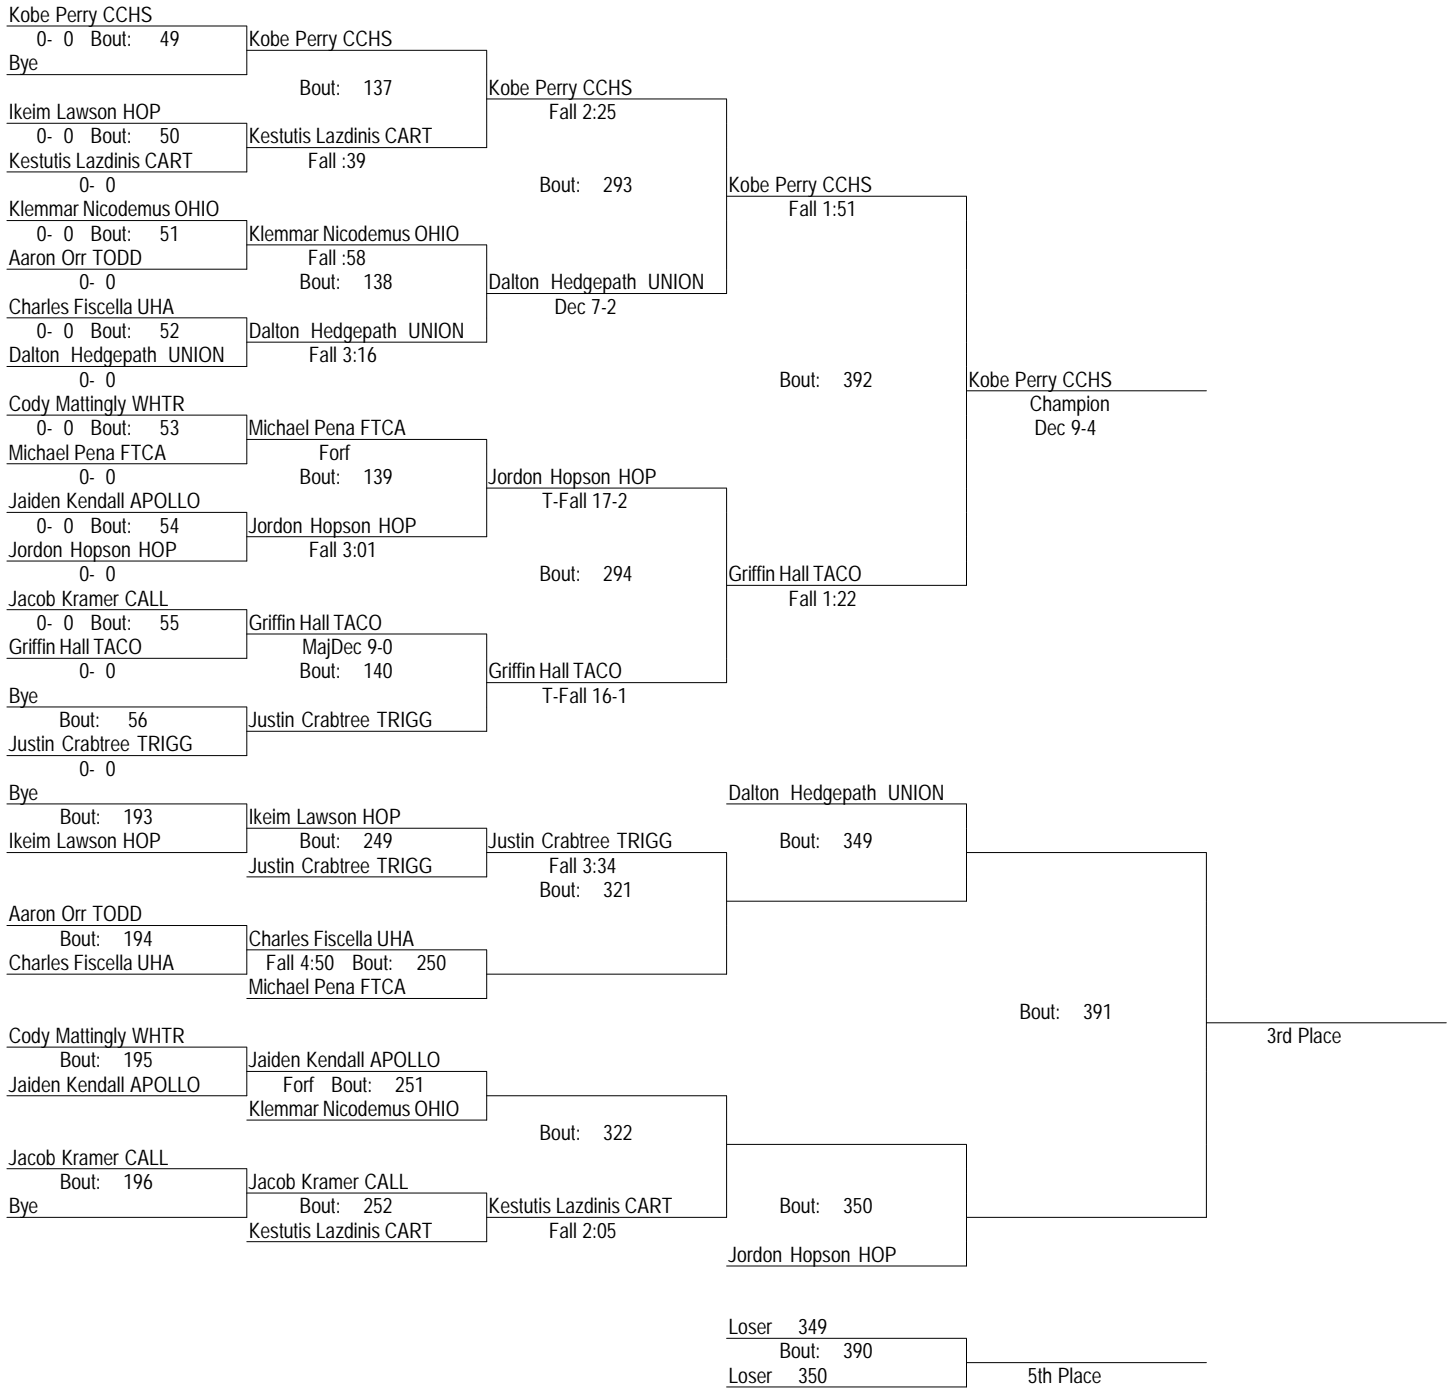 Kobe Perry CCHS
0- 0 Bout: 49 Kobe Perry CCHS
Bye
Bout: 137 Kobe Perry CCHS
Ikeim Lawson HOP Fall 2:25
0- 0 Bout: 50 Kestutis Lazdinis CART
Kestutis Lazdinis CART Fall :39
0- 0 Bout: 293 Kobe Perry CCHS
Klemmar Nicodemus OHIO Fall 1:51
0- 0 Bout: 51 Klemmar Nicodemus OHIO
Aaron Orr TODD Fall :58
0- 0 Bout: 138 Dalton Hedgepath UNION
Charles Fiscella UHA Dec 7-2
0- 0 Bout: 52 Dalton Hedgepath UNION
Dalton Hedgepath UNION Fall 3:16
0- 0 Bout: 392 Kobe Perry CCHS
Cody Mattingly WHTR Champion
0- 0 Bout: 53 Michael Pena FTCA Dec 9-4
Michael Pena FTCA Forf
0- 0 Bout: 139 Jordon Hopson HOP
Jaiden Kendall APOLLO T-Fall 17-2
0- 0 Bout: 54 Jordon Hopson HOP
Jordon Hopson HOP Fall 3:01
0- 0 Bout: 294 Griffin Hall TACO
Jacob Kramer CALL Fall 1:22
0- 0 Bout: 55 Griffin Hall TACO
Griffin Hall TACO MajDec 9-0
0- 0 Bout: 140 Griffin Hall TACO
Bye T-Fall 16-1
Bout: 56 Justin Crabtree TRIGG
Justin Crabtree TRIGG
0- 0
Bye Dalton Hedgepath UNION
Bout: 193 Ikeim Lawson HOP
Ikeim Lawson HOP Bout: 249 Justin Crabtree TRIGG Bout: 349
Justin Crabtree TRIGG Fall 3:34
Bout: 321
Aaron Orr TODD
Bout: 194 Charles Fiscella UHA
Charles Fiscella UHA Fall 4:50 Bout: 250
Michael Pena FTCA
Bout: 391
Cody Mattingly WHTR 3rd Place
Bout: 195 Jaiden Kendall APOLLO
Jaiden Kendall APOLLO Forf Bout: 251
Klemmar Nicodemus OHIO
Bout: 322
Jacob Kramer CALL
Bout: 196 Jacob Kramer CALL
Bye Bout: 252 Kestutis Lazdinis CART Bout: 350
Kestutis Lazdinis CART Fall 2:05
Jordon Hopson HOP
Loser 349
Bout: 390
Loser 350 5th Place